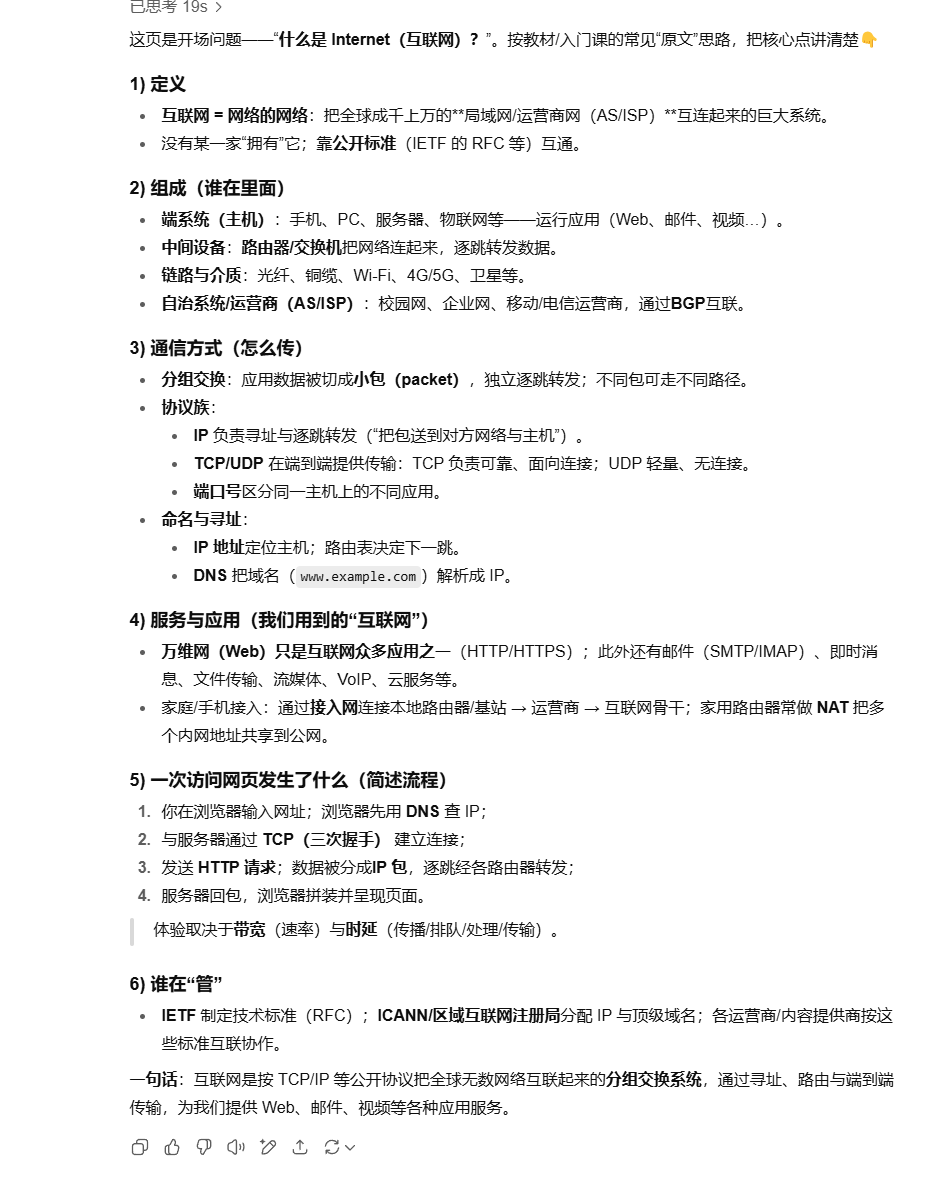 已思考 19s >
这页是开场问题——“什么是 Internet（互联网）？”。按教材/入门课的常见“原文”思路，把核心点讲清楚👇
1) 定义
• 互联网 = 网络的网络：把全球成千上万的**局域网/运营商网（AS/ISP）**互连起来的巨大系统。
• 没有某一家“拥有”它；靠公开标准（IETF 的 RFC 等）互通。
2) 组成（谁在里面）
• 端系统（主机）：手机、PC、服务器、物联网等——运行应用（Web、邮件、视频…）。
• 中间设备：路由器/交换机把网络连起来，逐跳转发数据。
• 链路与介质：光纤、铜缆、Wi-Fi、4G/5G、卫星等。
• 自治系统/运营商（AS/ISP）：校园网、企业网、移动/电信运营商，通过BGP互联。
3) 通信方式（怎么传）
• 分组交换：应用数据被切成小包（packet），独立逐跳转发；不同包可走不同路径。
• 协议族：
• IP 负责寻址与逐跳转发（“把包送到对方网络与主机”）。
• TCP/UDP 在端到端提供传输：TCP 负责可靠、面向连接；UDP 轻量、无连接。
• 端口号区分同一主机上的不同应用。
• 命名与寻址：
• IP 地址定位主机；路由表决定下一跳。
• DNS 把域名（www.example.com）解析成 IP。
4) 服务与应用（我们用到的“互联网”）
• 万维网（Web）只是互联网众多应用之一（HTTP/HTTPS）；此外还有邮件（SMTP/IMAP）、即时消
息、文件传输、流媒体、VoIP、云服务等。
• 家庭/手机接入：通过接入网连接本地路由器/基站 → 运营商 → 互联网骨干；家用路由器常做 NAT 把多
个内网地址共享到公网。
5) 一次访问网页发生了什么（简述流程）
1. 你在浏览器输入网址；浏览器先用 DNS 查 IP；
2. 与服务器通过 TCP（三次握手） 建立连接；
3. 发送 HTTP 请求；数据被分成IP 包，逐跳经各路由器转发；
4. 服务器回包，浏览器拼装并呈现页面。
体验取决于带宽（速率）与时延（传播/排队/处理/传输）。
6) 谁在“管”
• IETF 制定技术标准（RFC）；ICANN/区域互联网注册局分配 IP 与顶级域名；各运营商/内容提供商按这
些标准互联协作。
一句话：互联网是按 TCP/IP 等公开协议把全球无数网络互联起来的分组交换系统，通过寻址、路由与端到端
传输，为我们提供 Web、邮件、视频等各种应用服务。